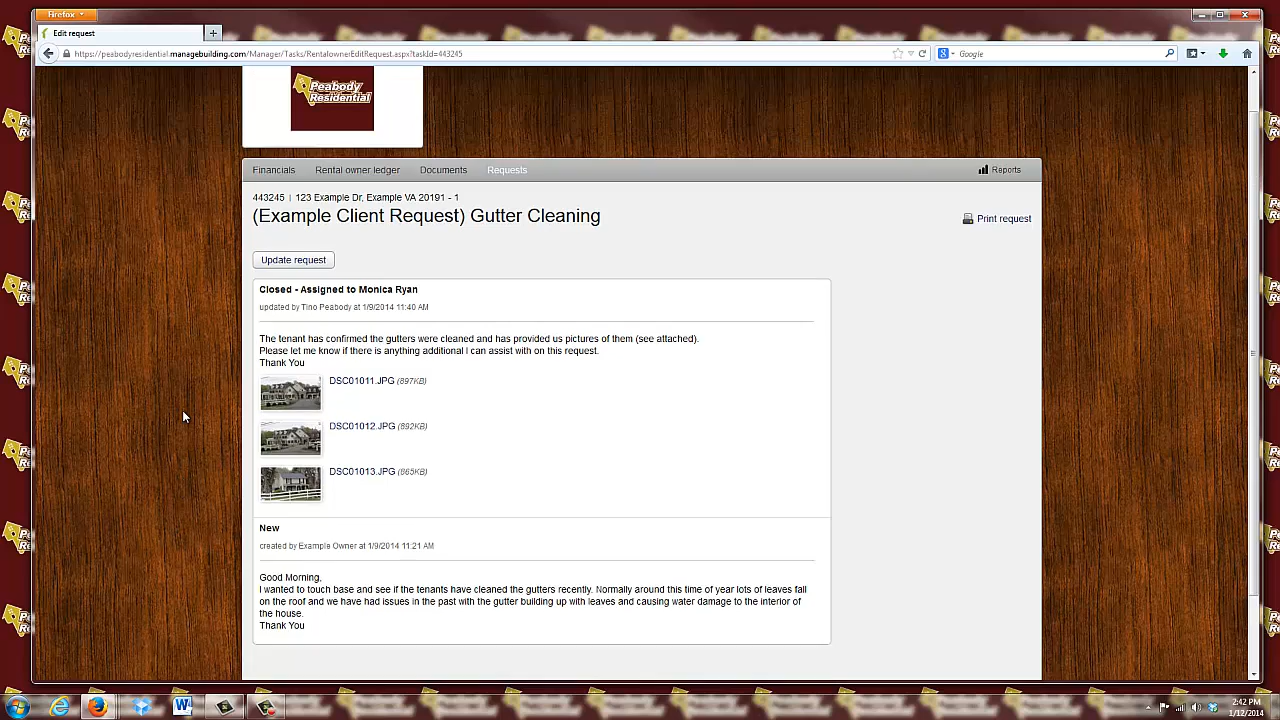 Firefox
Edit request
https://peabodyresidential.managebuilding.com/Manager/Tasks/RentalownerEditRequest.aspx?taskId=443245
Google
Peabody
Residential
Financials Rental owner ledger Documents Requests Reports
443245 | 123 Example Dr, Example VA 20191 - 1
(Example Client Request) Gutter Cleaning
Print request
Update request
Closed - Assigned to Monica Ryan
updated by Tino Peabody at 1/9/2014 11:40 AM
The tenant has confirmed the gutters were cleaned and has provided us pictures of them (see attached).
Please let me know if there is anything additional I can assist with on this request.
Thank You
DSC01011.JPG (897KB)
DSC01012.JPG (892KB)
DSC01013.JPG (865KB)
New
created by Example Owner at 1/9/2014 11:21 AM
Good Morning,
I wanted to touch base and see if the tenants have cleaned the gutters recently. Normally around this time of year lots of leaves fall
on the roof and we have had issues in the past with the gutter building up with leaves and causing water damage to the interior of
the house.
Thank You
2:42 PM
1/12/2014